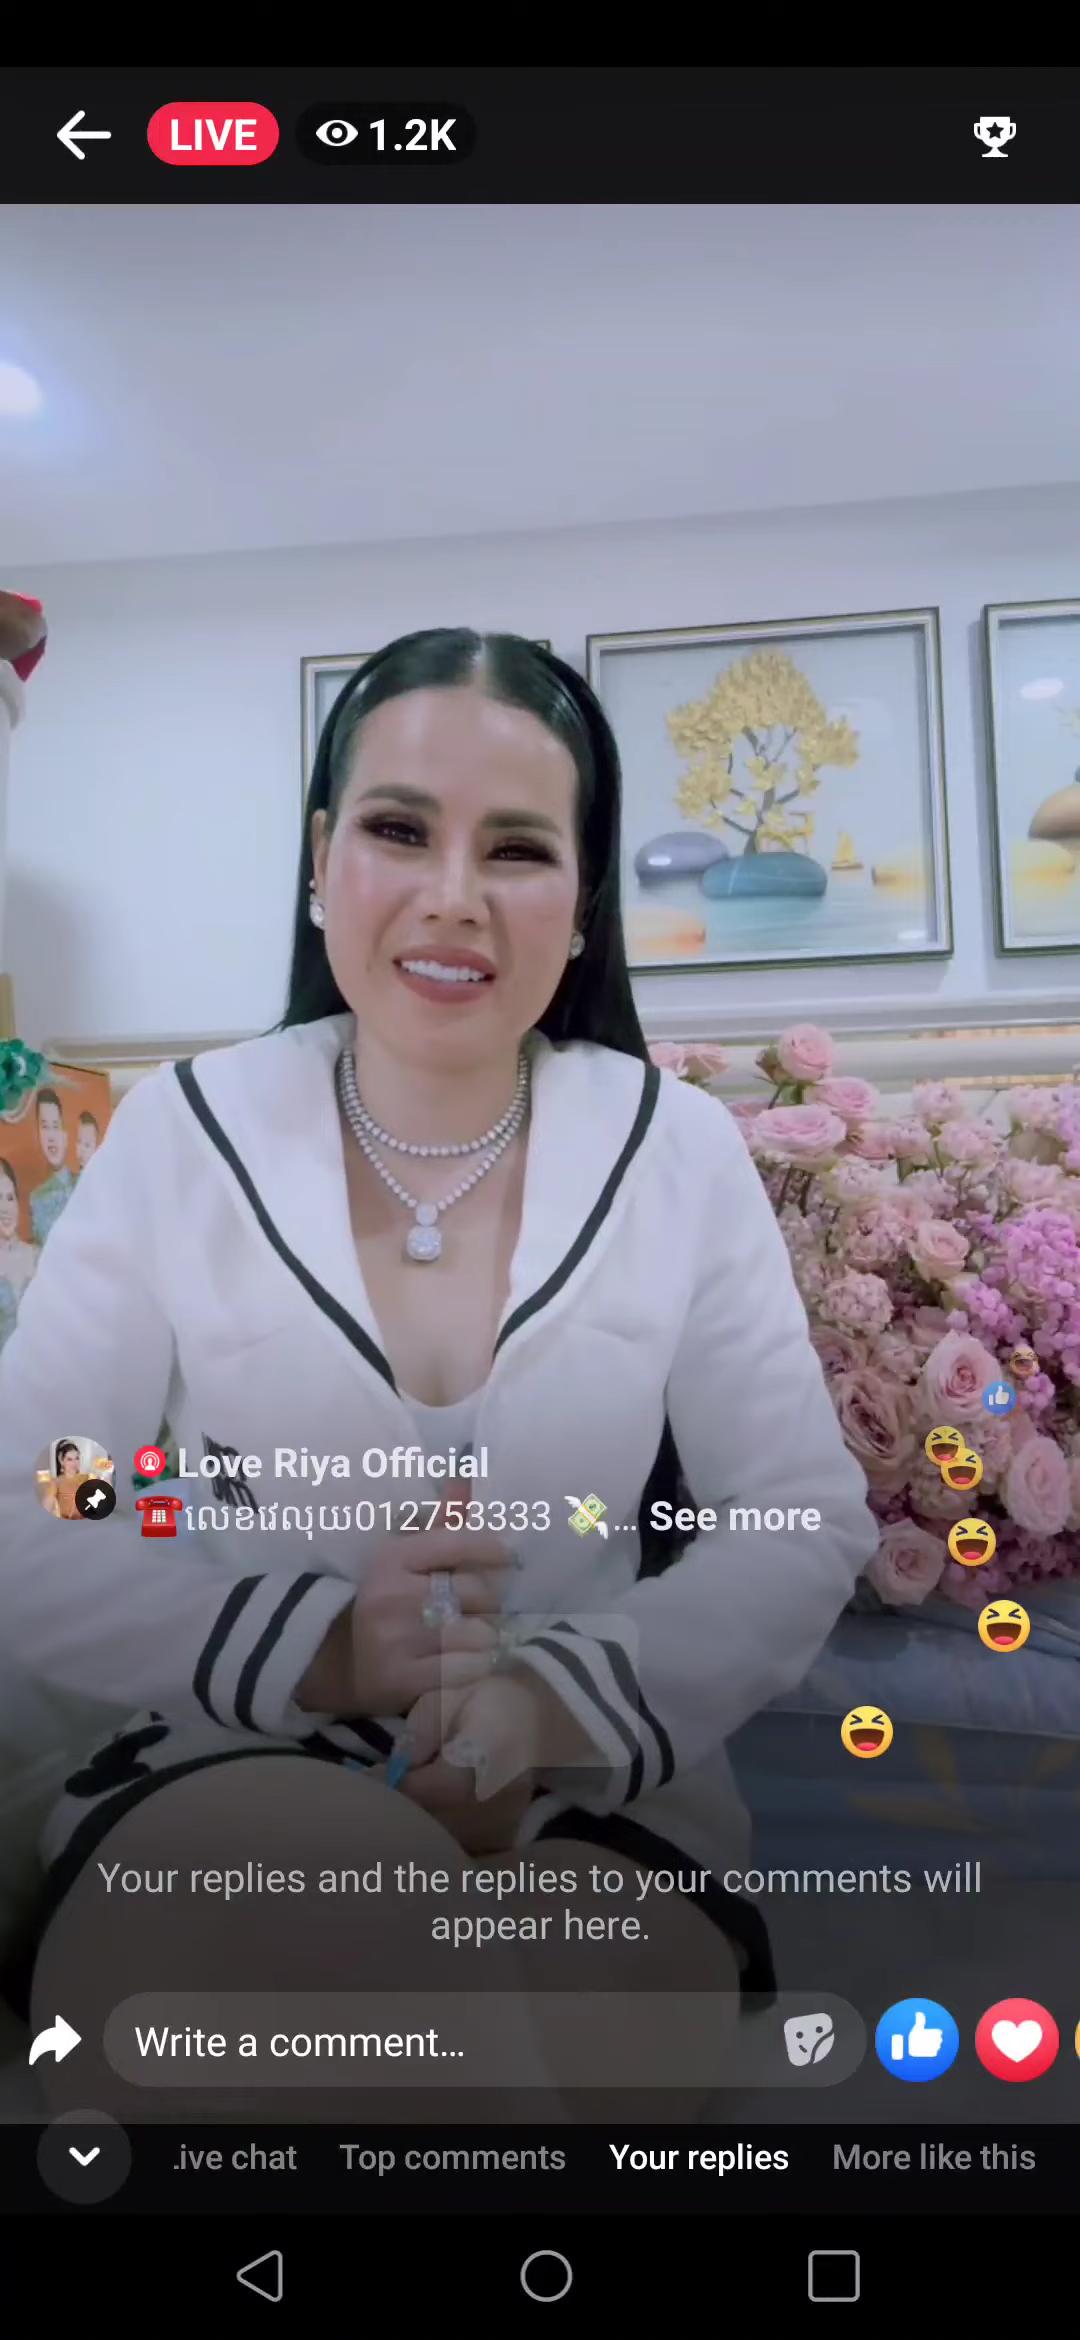 LIVE 1.2K
Love Riya Official
លេខវេលុយ012753333 ... See more
Your replies and the replies to your comments will
appear here.
Write a comment...
ive chat Top comments Your replies More like this